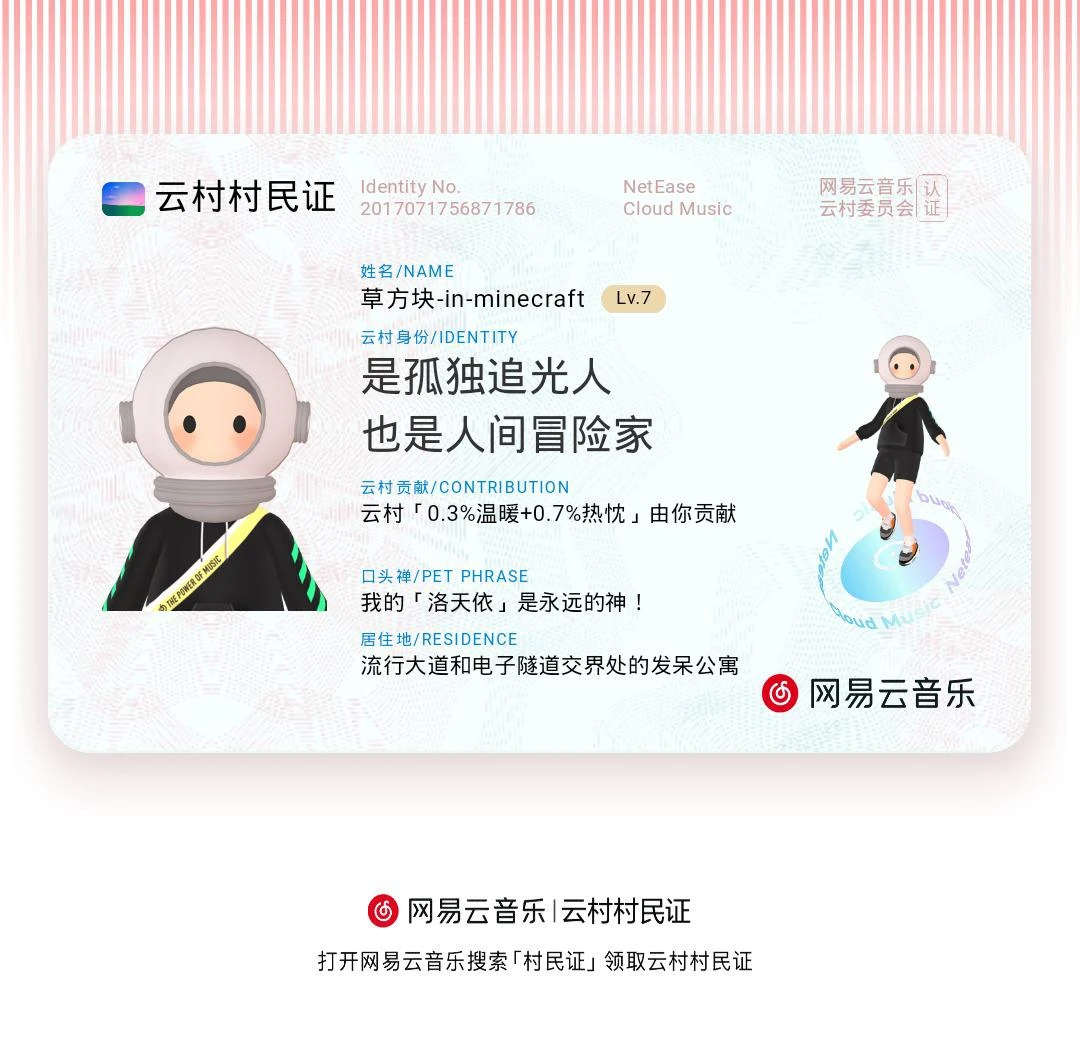 云村村民证
Identity No.
2017071756871786
NetEase
Cloud Music
网易云音乐
云村委员会
认证
姓名/NAME
草方块-in-minecraft Lv.7
云村身份/IDENTITY
是孤独追光人
也是人间冒险家
云村贡献/CONTRIBUTION
云村「0.3%温暖+0.7%热忱」由你贡献
口头禅/PET PHRASE
我的「洛天依」是永远的神！
居住地/RESIDENCE
流行大道和电子隧道交界处的发呆公寓
THE POWER OF MUSIC
Cloud Music
网易云音乐
网易云音乐|云村村民证
打开网易云音乐搜索「村民证」领取云村村民证